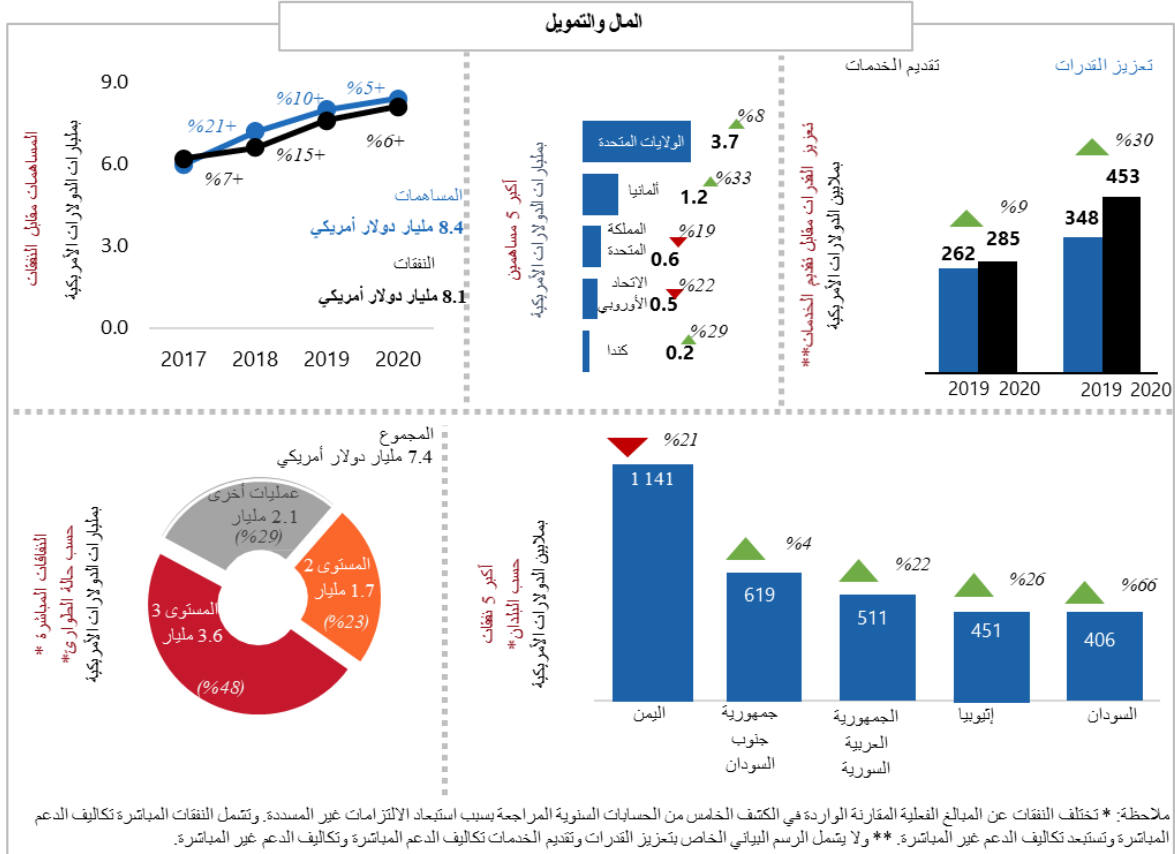 المال والتمويل
تعزيز القدرات
تقديم الخدمات
تعزيز القدرات مقابل تقديم الخدمات**
بملايين الدولارات الأمريكية
%30
453
348
%9
285
262
2019 2020
2019 2020
أكبر 5 مساهمين
بمليارات الدولارات الأمريكية
%8
الولايات المتحدة
3.7
%33
ألمانيا
1.2
%19
المملكة
المتحدة
0.6
%22
الاتحاد
الأوروبي
0.5
%29
كندا
0.2
المساهمات مقابل النفقات
بمليارات الدولارات الأمريكية
9.0
6.0
3.0
0.0
%21+
%10+
%5+
%7+
%15+
%6+
المساهمات
8.4 مليار دولار أمريكي
النفقات
8.1 مليار دولار أمريكي
2017 2018 2019 2020
أكبر 5 نفقات
حسب البلدان*
بملايين الدولارات الأمريكية
%21
1 141
%4
619
%22
511
%26
451
%66
406
اليمن
جمهورية
جنوب
السودان
الجمهورية
العربية
السورية
إثيوبيا
السودان
المجموع
7.4 مليار دولار أمريكي
النفاقات المباشرة *
حسب حالة الطوارئ*
بمليارات الدولارات الأمريكية
عمليات أخرى
2.1 مليار
(%29)
المستوى 2
1.7 مليار
(%23)
المستوى 3
3.6 مليار
(%48)
ملاحظة: * تختلف النفقات عن المبالغ الفعلية المقارنة الواردة في الكشف الخامس من الحسابات السنوية المراجعة بسبب استبعاد الالتزامات غير المسددة. وتشمل النفقات المباشرة تكاليف الدعم
المباشرة وتستبعد تكاليف الدعم غير المباشرة. ** ولا يشمل الرسم البياني الخاص بتعزيز القدرات وتقديم الخدمات تكاليف الدعم المباشرة وتكاليف الدعم غير المباشرة.